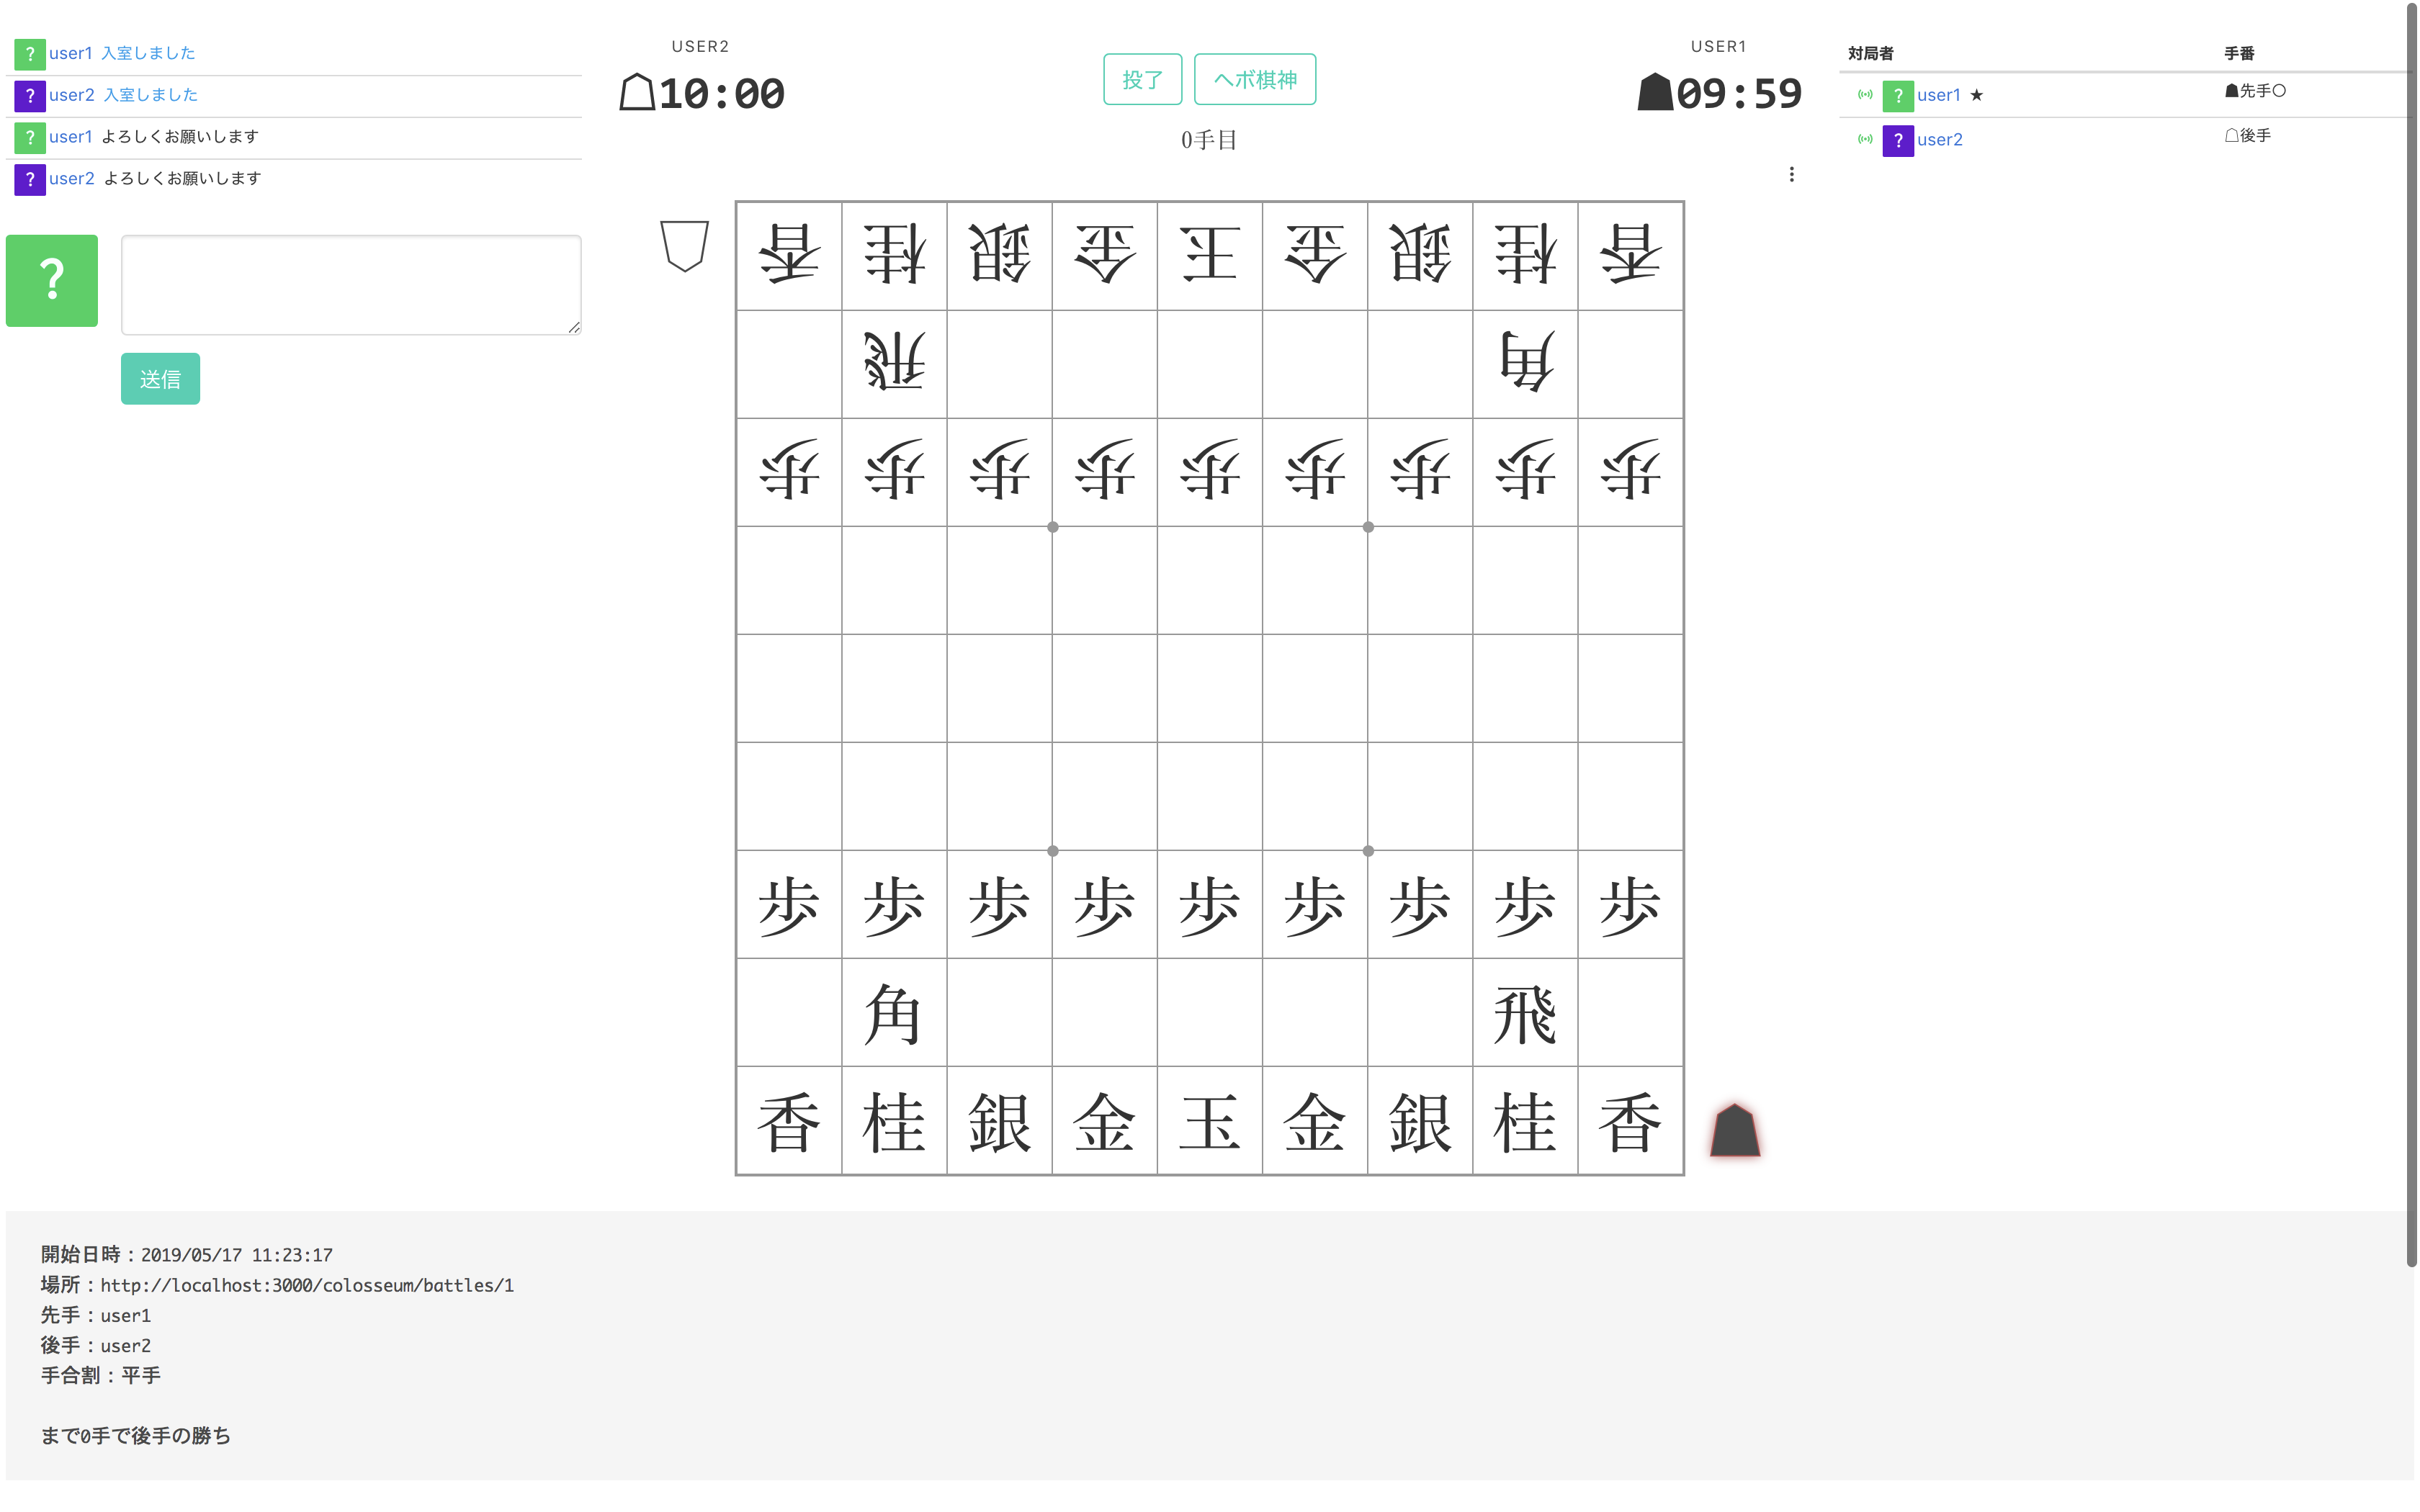 ? user1 入室しました
? user2 入室しました
? user1 よろしくお願いします
? user2 よろしくお願いします
?
送信
USER2
☖10:00
投了
ヘボ棋神
0手目
USER1
☗09:59
対局者 手番
? user1 ★ ☗先手○
? user2 ☖後手
香 桂 銀 金 王 金 銀 桂 香
飛 角
歩 歩 歩 歩 歩 歩 歩 歩 歩
歩 歩 歩 歩 歩 歩 歩 歩 歩
角 飛
香 桂 銀 金 玉 金 銀 桂 香
開始日時：2019/05/17 11:23:17
場所：http://localhost:3000/colosseum/battles/1
先手：user1
後手：user2
手合割：平手
まで0手で後手の勝ち